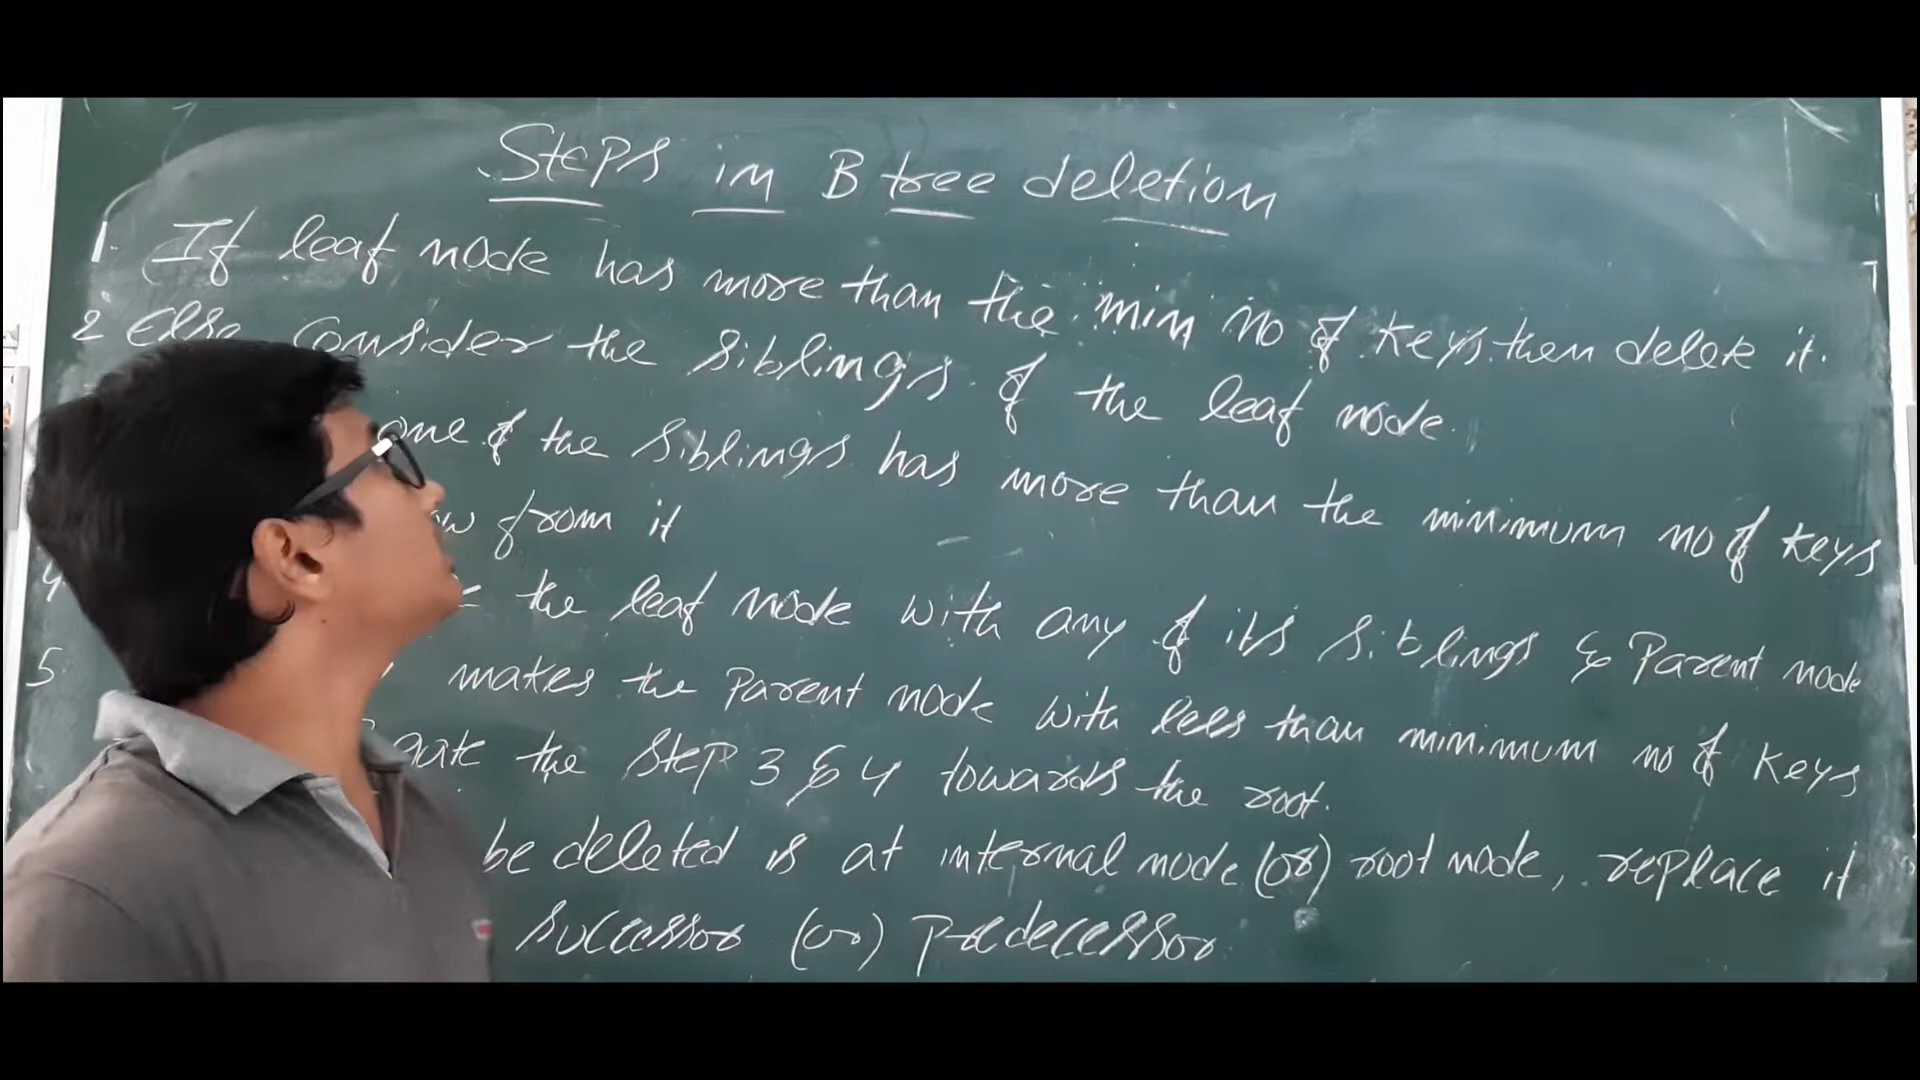 Steps in B tree deletion
1. If leaf node has more than the min no of keys then delete it.
2 Else consider the siblings of the leaf node.
one of the siblings has more than the minimum no of keys
from it
4 the leaf node with any of its siblings & Parent node
5. makes the Parent node with less than minimum no of keys
the step 3 & 4 towards the root.
be deleted is at internal node (or) root node, replace it
successor (or) predecessor